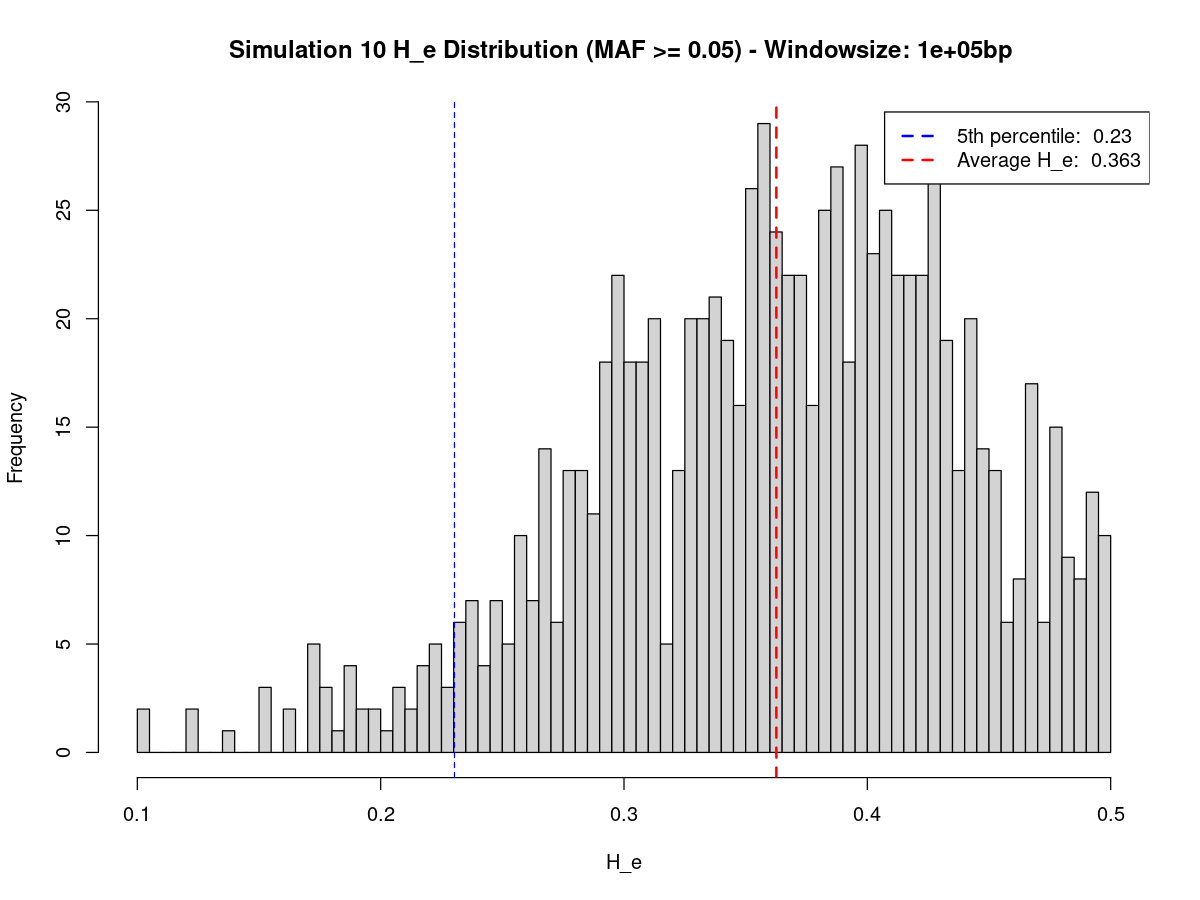 Simulation 10 H_e Distribution (MAF >= 0.05) - Windowsize: 1e+05bp
30
25
20
15
10
5
0
Frequency
5th percentile: 0.23
Average H_e: 0.363
0.1 0.2 0.3 0.4 0.5
H_e